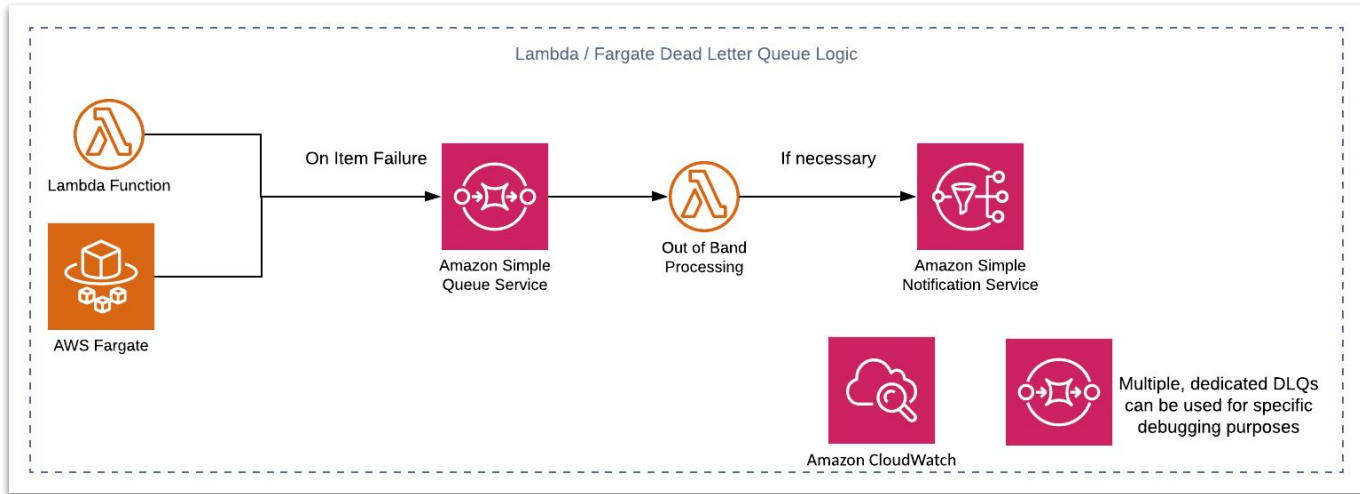 Lambda / Fargate Dead Letter Queue Logic
Lambda Function
On Item Failure
If necessary
AWS Fargate
Amazon Simple
Queue Service
Out of Band
Processing
Amazon Simple
Notification Service
Amazon CloudWatch
Multiple, dedicated DLQs
can be used for specific
debugging purposes